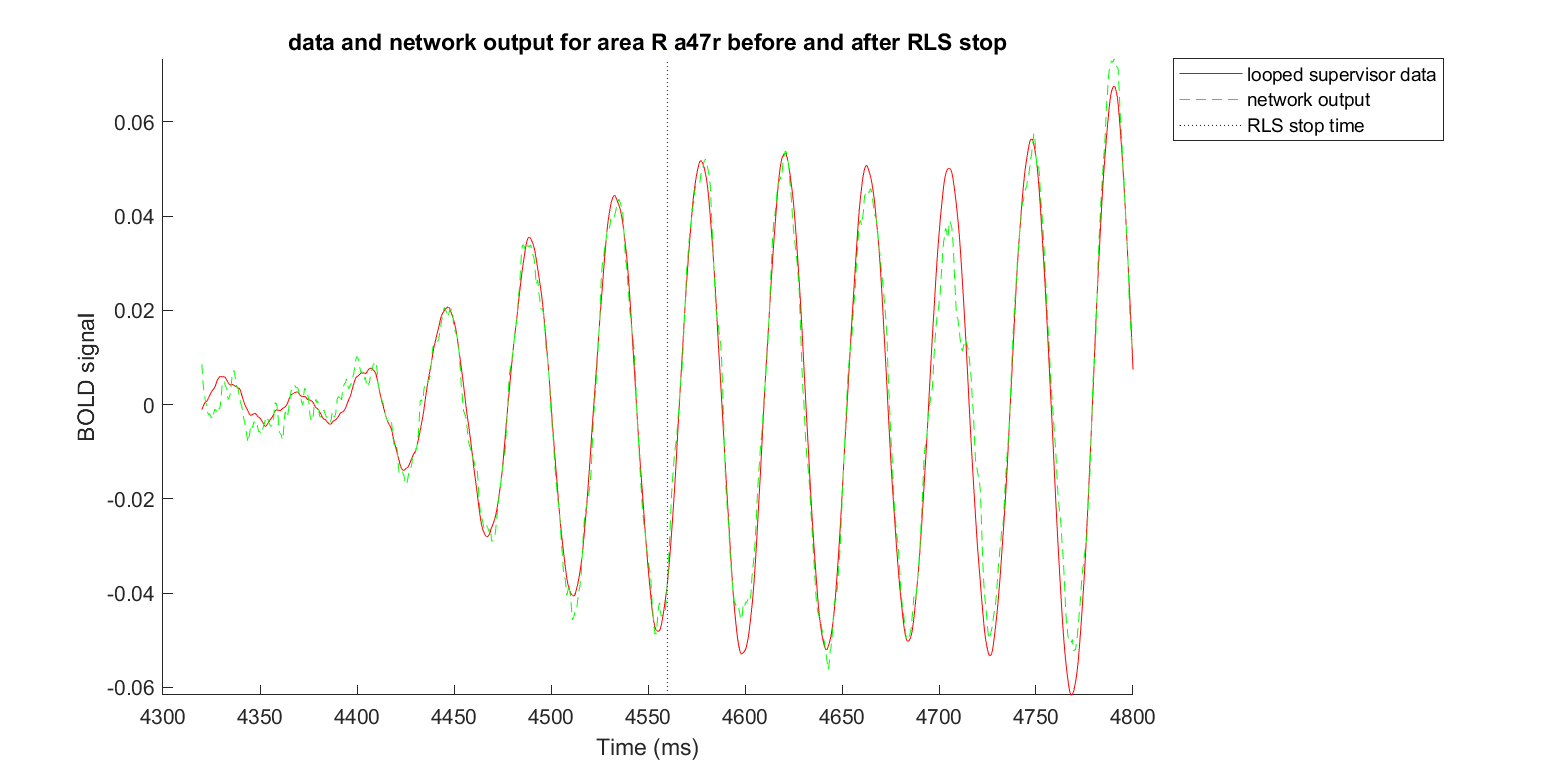 data and network output for area R a47r before and after RLS stop
looped supervisor data
network output
RLS stop time
BOLD signal
0.06
0.04
0.02
0
-0.02
-0.04
-0.06
4300 4350 4400 4450 4500 4550 4600 4650 4700 4750 4800
Time (ms)